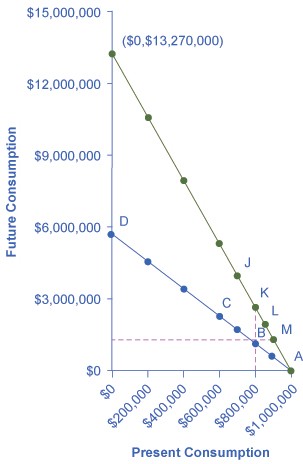 $15,000,000
($0,$13,270,000)
$12,000,000
$9,000,000
Future Consumption
$6,000,000
D
J
K
$3,000,000
C
L
B
M
A
$0
$0
$200,000
$400,000
$600,000
$800,000
$1,000,000
Present Consumption